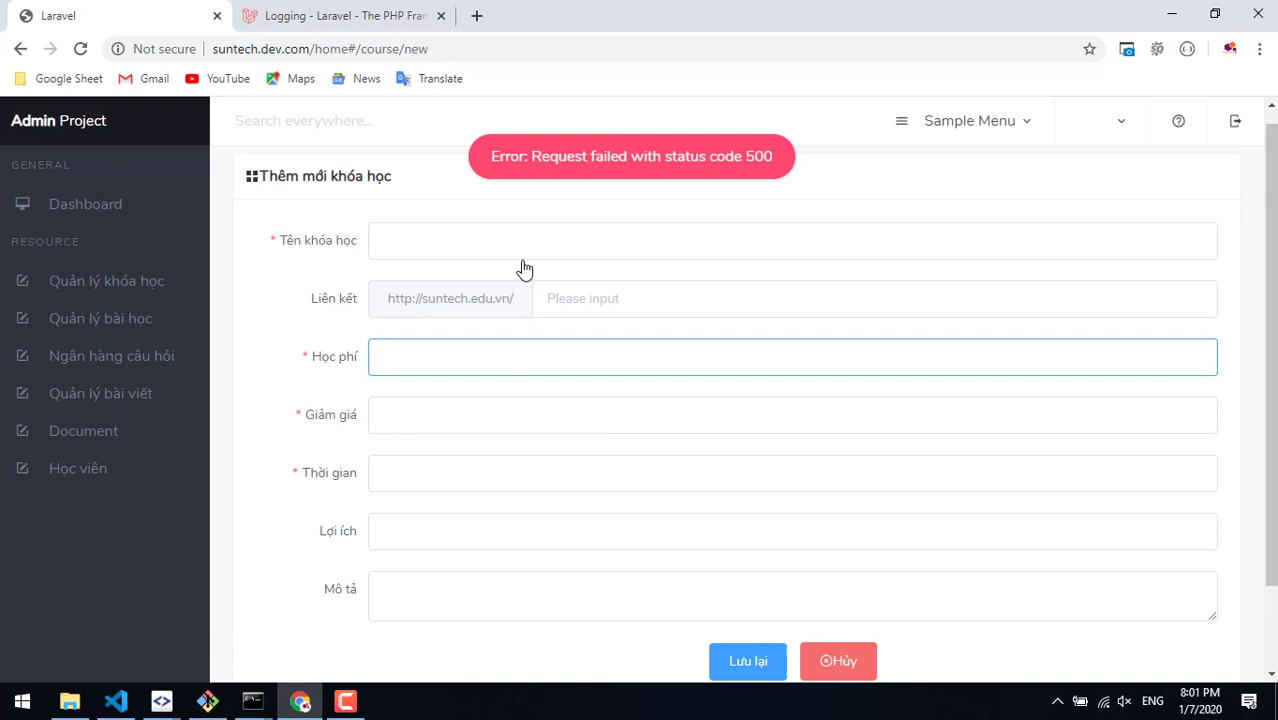 Laravel
Logging - Laravel - The PHP Fran
Not secure
suntech.dev.com/home#/course/new
Google Sheet
Gmail
YouTube
Maps
News
Translate
Admin Project
Search everywhere...
Sample Menu
GENERAL
Error: Request failed with status code 500
Thêm mới khóa học
Dashboard
RESOURCE
* Tên khóa học
Quản lý khóa học
Liên kết
http://suntech.edu.vn/
Please input
Quản lý bài học
* Học phí
Ngân hàng câu hỏi
Quản lý bài viết
* Giảm giá
Document
Học viên
* Thời gian
Lợi ích
Mô tả
Lưu lại
Hủy
ENG
8:01 PM
1/7/2020